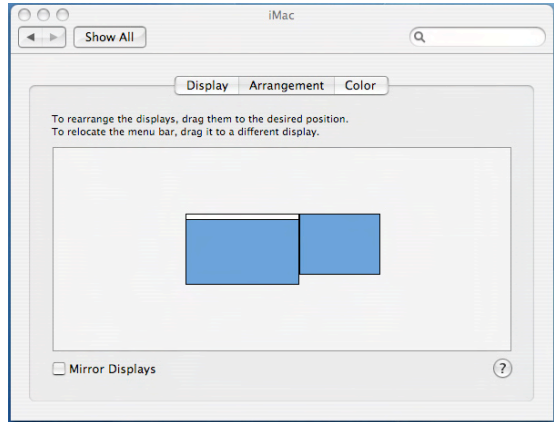 iMac
Show All
Display Arrangement Color
To rearrange the displays, drag them to the desired position.
To relocate the menu bar, drag it to a different display.
Mirror Displays
?